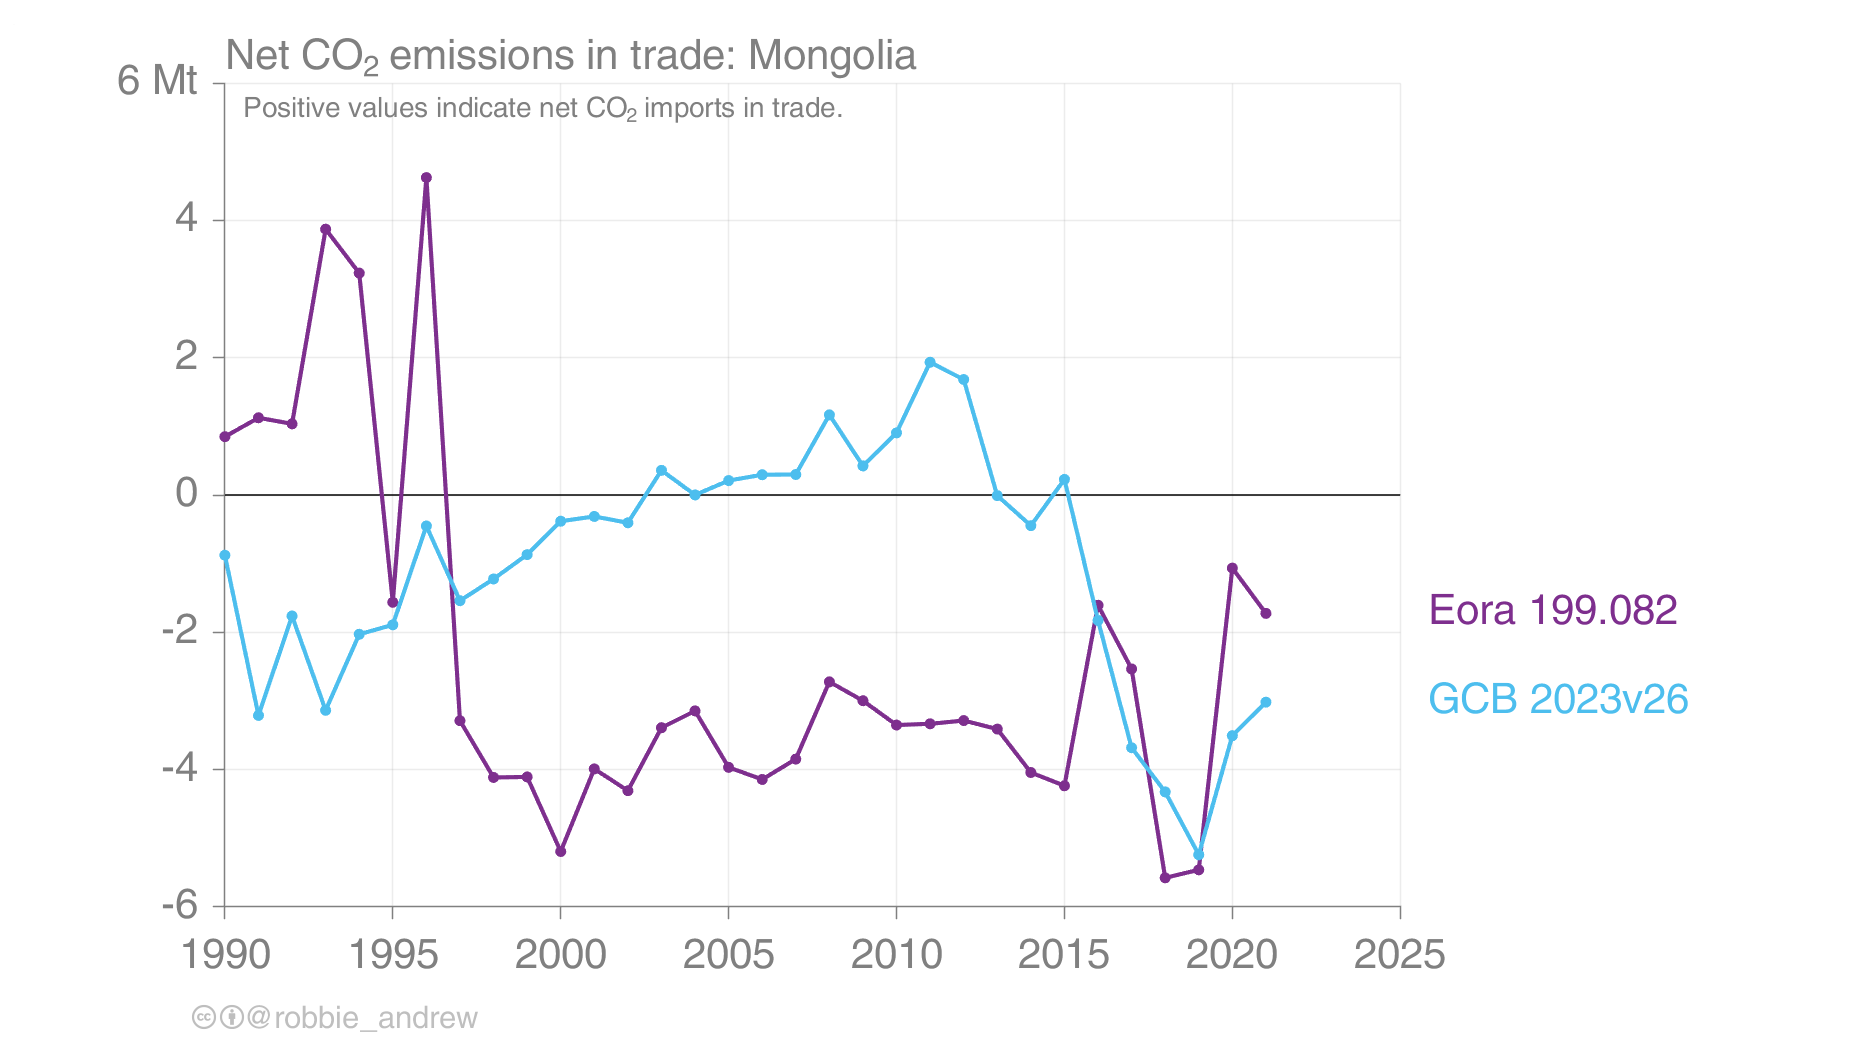 Net CO₂ emissions in trade: Mongolia
6 Mt
Positive values indicate net CO₂ imports in trade.
4
2
0
-2
-4
-6
Eora 199.082
GCB 2023v26
1990 1995 2000 2005 2010 2015 2020 2025
@robbie_andrew